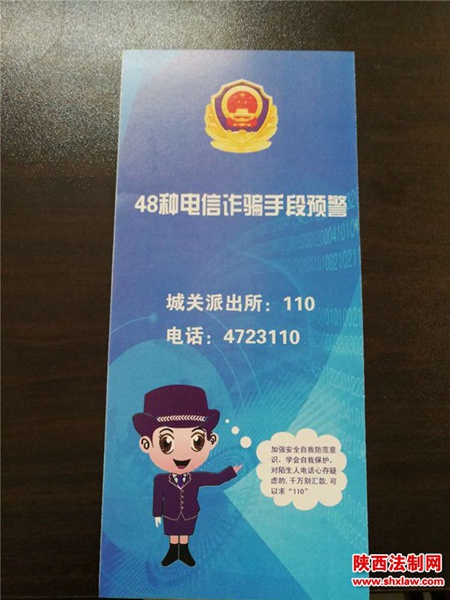 48种电信诈骗手段预警
城关派出所：110
电话：4723110
加强安全自我防范意
识，学会自我保护，
对陌生人电话心存疑
虑的，千万别汇款，可
以求“110”
陕西法制网
www.shxlaw.com